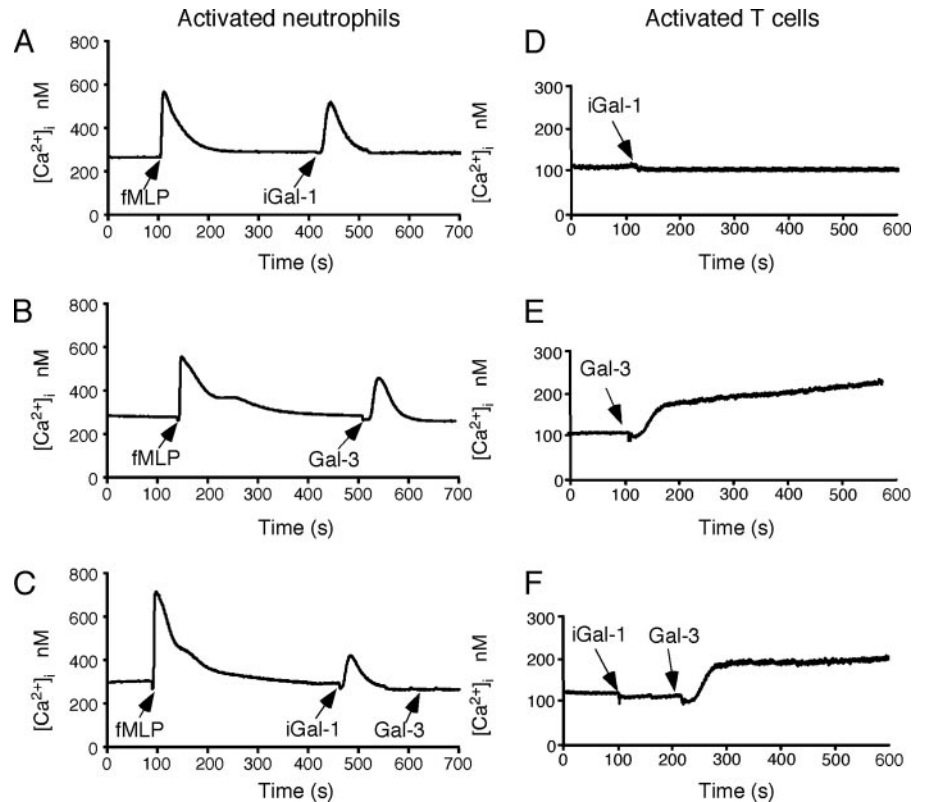 Activated neutrophils
Activated T cells
A
[Ca²⁺]ᵢ nM
800
600
400
200
0
fMLP
iGal-1
0 100 200 300 400 500 600 700
Time (s)
D
[Ca²⁺]ᵢ nM
300
200
100
0
iGal-1
0 100 200 300 400 500 600
Time (s)
B
[Ca²⁺]ᵢ nM
800
600
400
200
0
fMLP
Gal-3
0 100 200 300 400 500 600 700
Time (s)
E
[Ca²⁺]ᵢ nM
300
200
100
0
Gal-3
0 100 200 300 400 500 600
Time (s)
C
[Ca²⁺]ᵢ nM
800
600
400
200
0
fMLP
iGal-1
Gal-3
0 100 200 300 400 500 600 700
Time (s)
F
[Ca²⁺]ᵢ nM
300
200
100
0
iGal-1
Gal-3
0 100 200 300 400 500 600
Time (s)